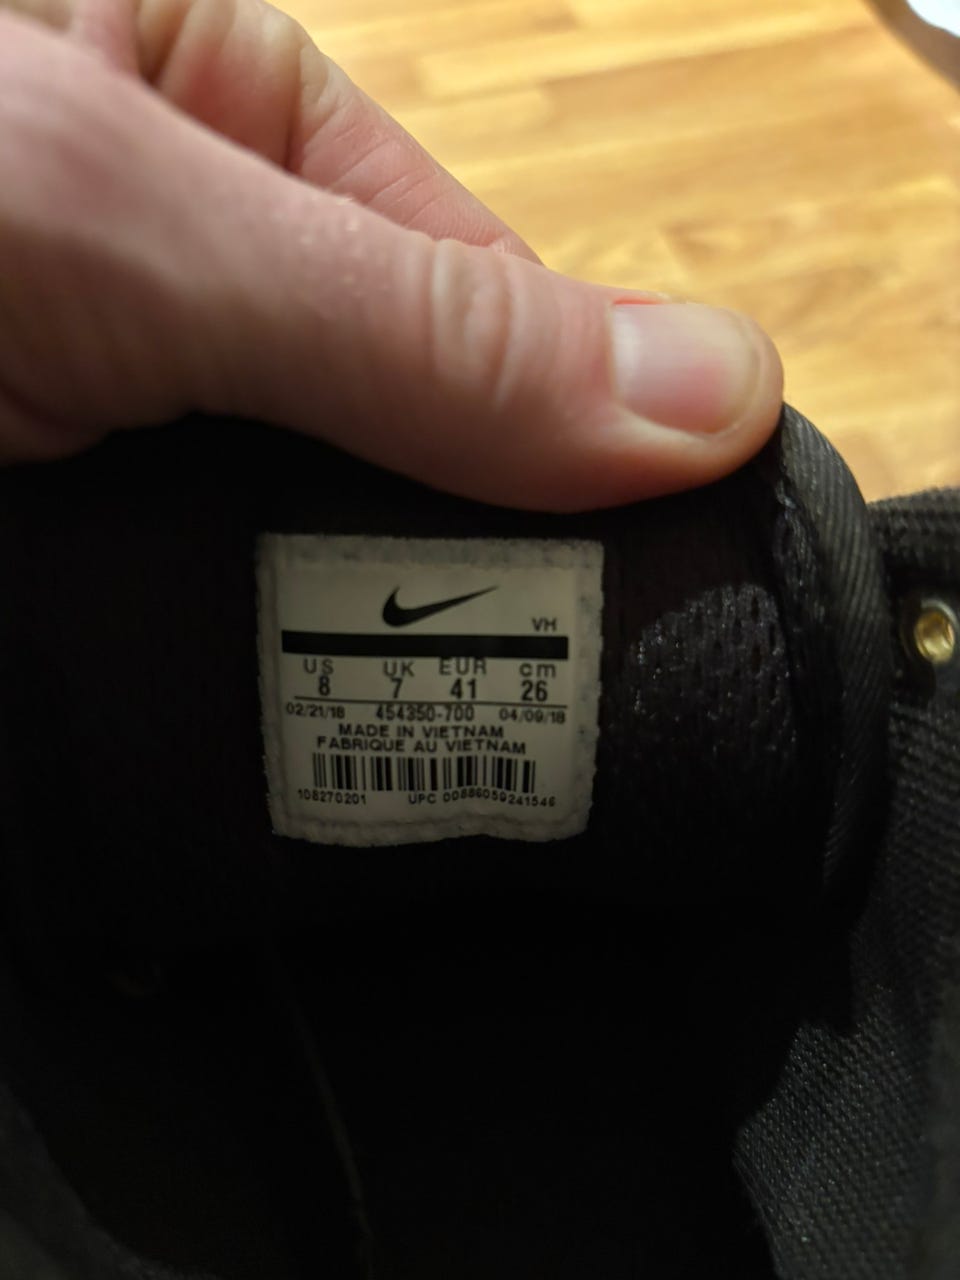 VH
US UK EUR cm
8 7 41 26
02/21/18 454350-700 04/09/18
MADE IN VIETNAM
FABRIQUE AU VIETNAM
108270201 UPC 00886059241546